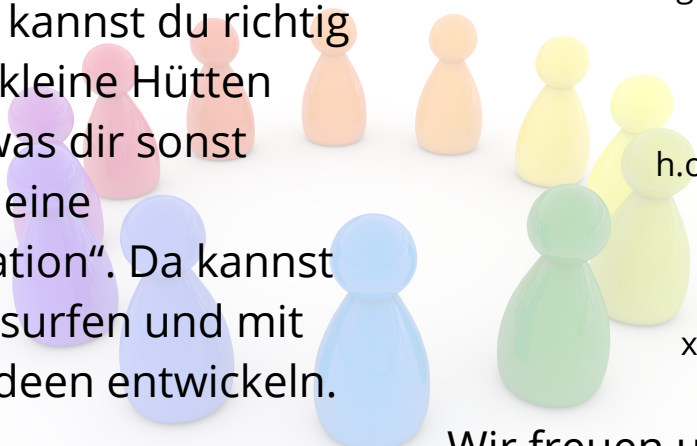 kannst du richtig
kleine Hütten
was dir sonst
h.c
eine
ation“. Da kannst
surfen und mit
x
deen entwickeln.
Wir freuen u